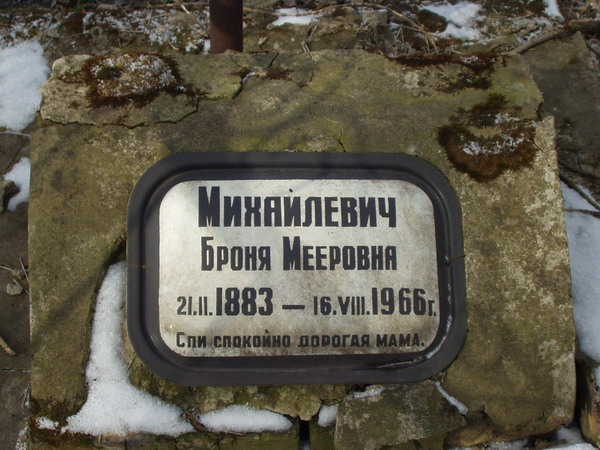 Михайлевич
Броня Мееровна
21.II.1883 — 16.VIII.1966г.
Спи спокойно дорогая мама.